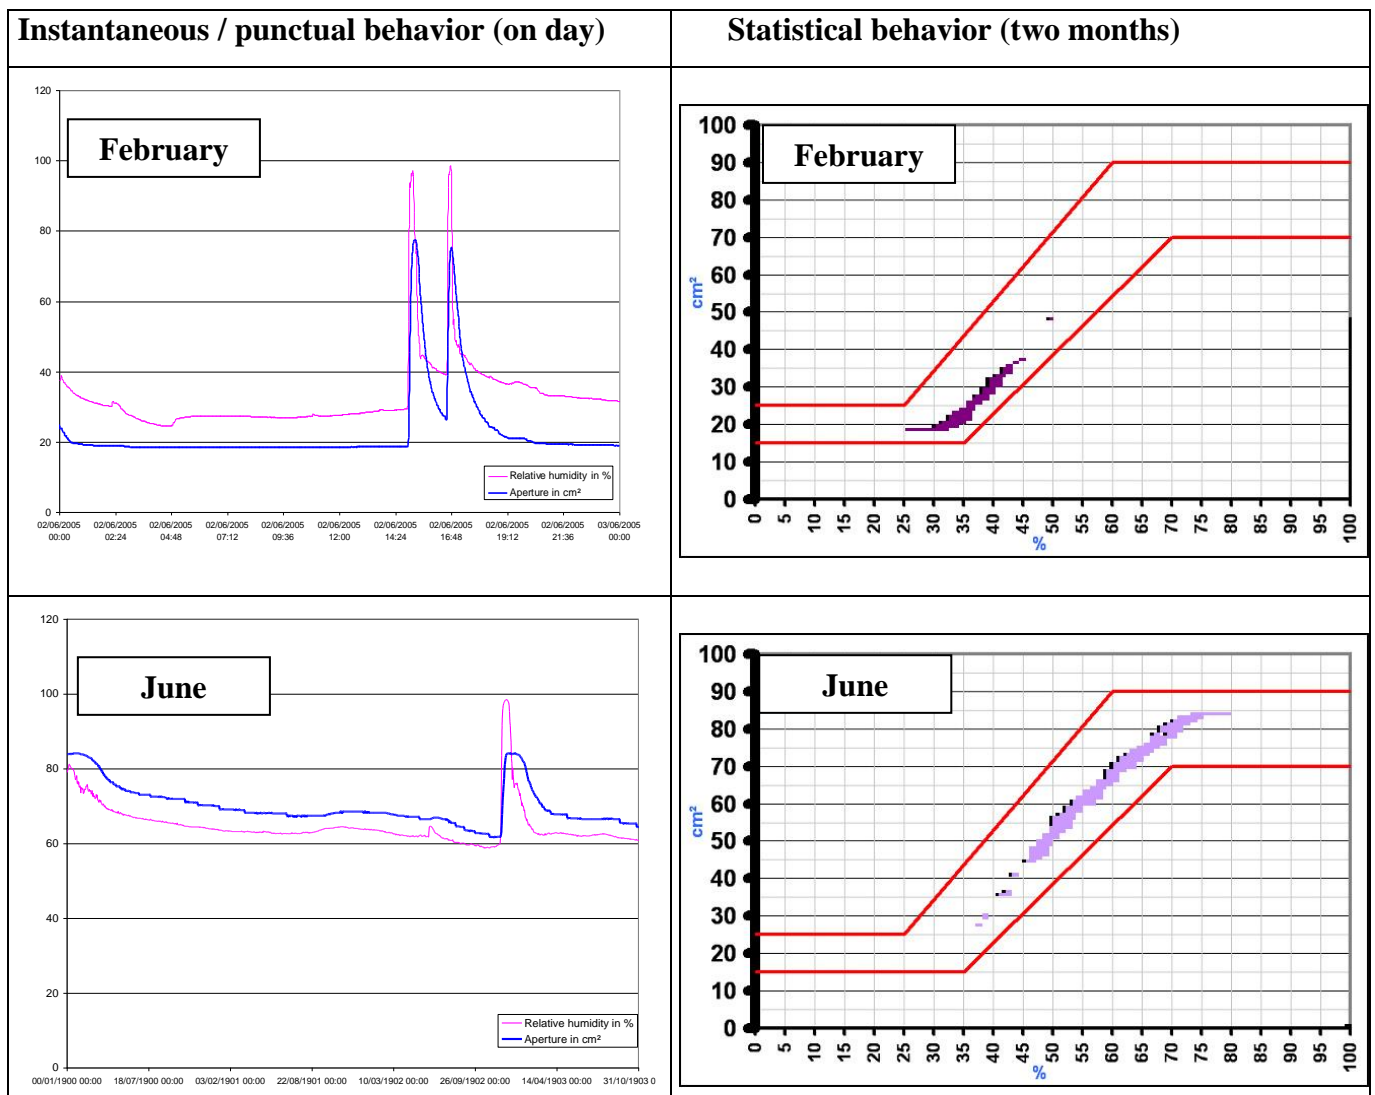 Instantaneous / punctual behavior (on day)
Statistical behavior (two months)
February
120
100
80
60
40
20
0
Relative humidity in %
Aperture in cm²
02/06/2005 02/06/2005 02/06/2005 02/06/2005 02/06/2005 02/06/2005 02/06/2005 02/06/2005 02/06/2005 02/06/2005 03/06/2005
00:00 02:24 04:48 07:12 09:36 12:00 14:24 16:48 19:12 21:36 00:00
February
100
90
80
70
60
cm²
50
40
30
20
10
0
0 5 10 15 20 25 30 35 40 45 50 55 60 65 70 75 80 85 90 95 100
%
June
120
100
80
60
40
20
0
Relative humidity in %
Aperture in cm²
00/01/1900 00:00 18/07/1900 00:00 03/02/1901 00:00 22/08/1901 00:00 10/03/1902 00:00 26/09/1902 00:00 14/04/1903 00:00 31/10/1903 0
June
100
90
80
70
60
cm²
50
40
30
20
10
0
0 5 10 15 20 25 30 35 40 45 50 55 60 65 70 75 80 85 90 95 100
%